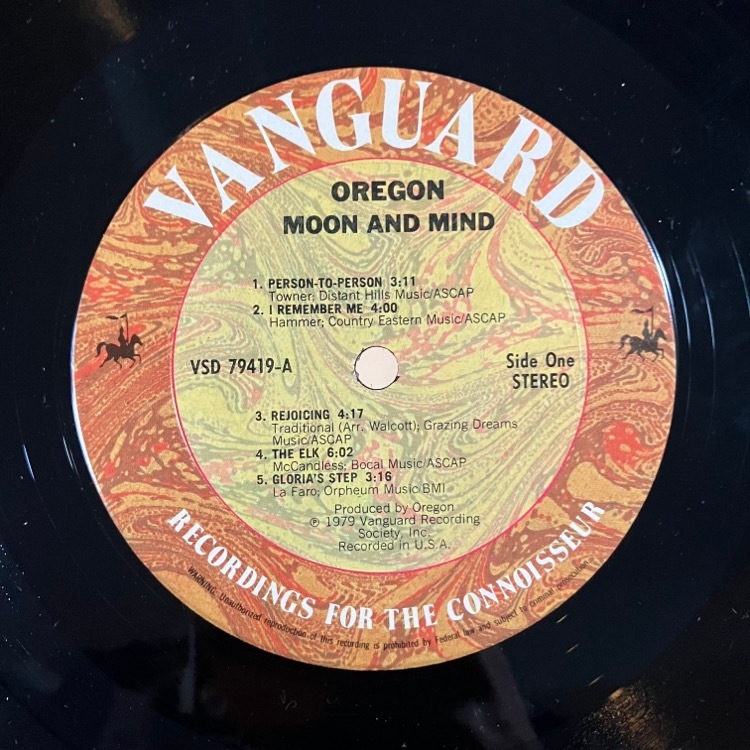 VANGUARD
OREGON
MOON AND MIND
1. PERSON-TO-PERSON 3:11
Towner; Distant Hills Music/ASCAP
2. I REMEMBER ME 4:00
Hammer; Country Eastern Music/ASCAP
VSD 79419-A
Side One
STEREO
3. REJOICING 4:17
Traditional (Arr. Walcott); Grazing Dreams
Music/ASCAP
4. THE ELK 6:02
McCandless; Bocal Music/ASCAP
5. GLORIA'S STEP 3:16
La Faro; Orpheum Music/BMI
Produced by Oregon
℗ 1979 Vanguard Recording
Society, Inc.
Recorded in U.S.A.
RECORDINGS FOR THE CONNOISSEUR
WARNING: Unauthorized reproduction of this recording is prohibited by Federal law and subject to criminal prosecution.